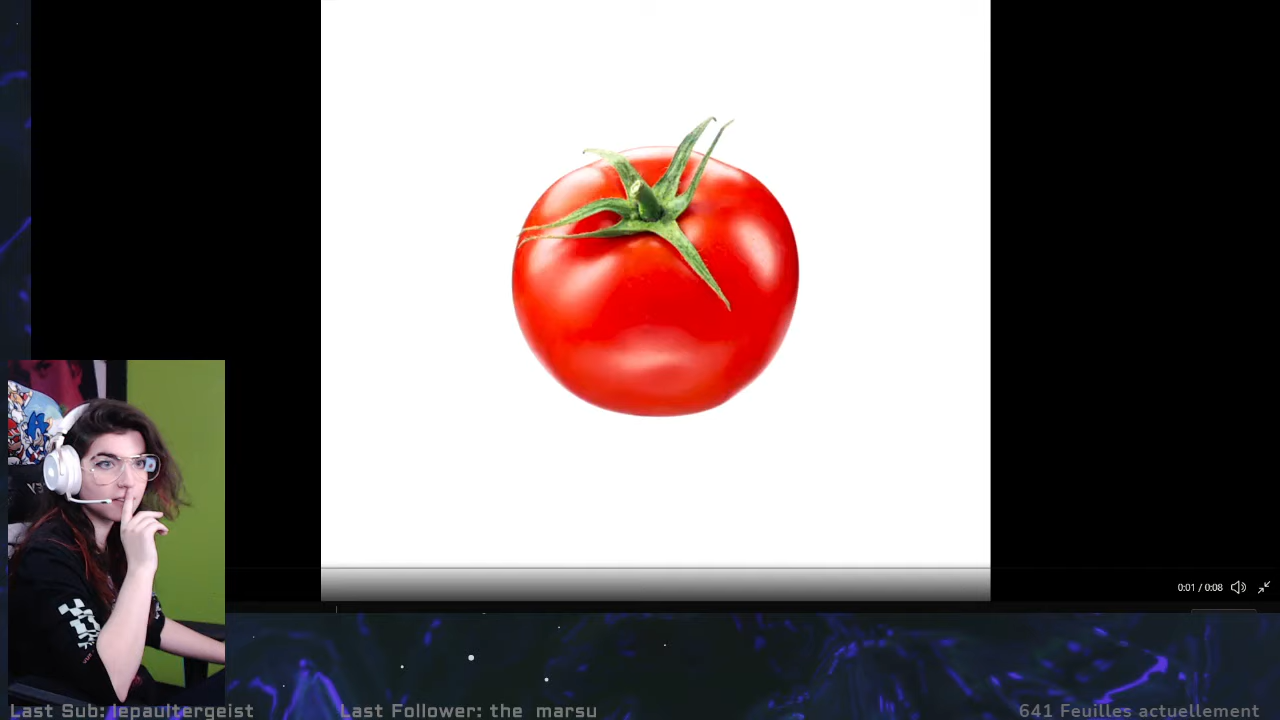 0:01 / 0:08
Last Sub: lepaultergeist
Last Follower: the_marsu
641 Feuilles actuellement